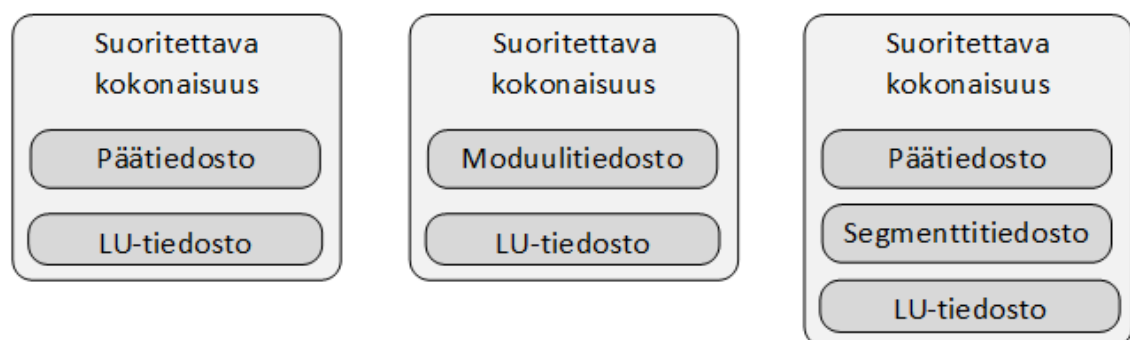 Suoritettava
kokonaisuus
Päätiedosto
LU-tiedosto
Suoritettava
kokonaisuus
Moduulitiedosto
LU-tiedosto
Suoritettava
kokonaisuus
Päätiedosto
Segmenttitiedosto
LU-tiedosto